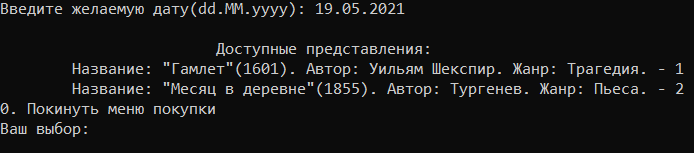 Введите желаемую дату(dd.MM.yyyy): 19.05.2021
Доступные представления:
Название: "Гамлет"(1601). Автор: Уильям Шекспир. Жанр: Трагедия. - 1
Название: "Месяц в деревне"(1855). Автор: Тургенев. Жанр: Пьеса. - 2
0. Покинуть меню покупки
Ваш выбор: